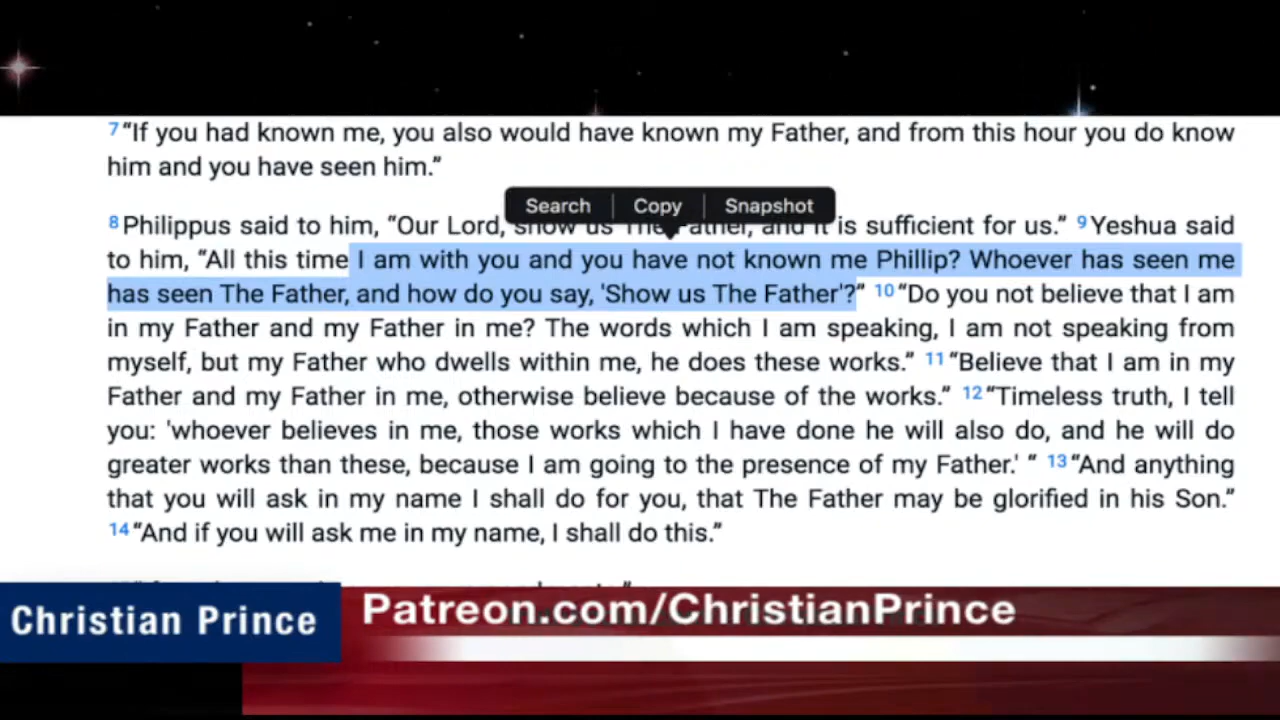 7 “If you had known me, you also would have known my Father, and from this hour you do know
him and you have seen him.”
Search Copy Snapshot
8 Philippus said to him, “Our Lord, show us The Father, and it is sufficient for us.” 9 Yeshua said
to him, “All this time I am with you and you have not known me Phillip? Whoever has seen me
has seen The Father, and how do you say, 'Show us The Father'?” 10 “Do you not believe that I am
in my Father and my Father in me? The words which I am speaking, I am not speaking from
myself, but my Father who dwells within me, he does these works.” 11 “Believe that I am in my
Father and my Father in me, otherwise believe because of the works.” 12 “Timeless truth, I tell
you: 'whoever believes in me, those works which I have done he will also do, and he will do
greater works than these, because I am going to the presence of my Father.' “ 13 “And anything
that you will ask in my name I shall do for you, that The Father may be glorified in his Son.”
14 “And if you will ask me in my name, I shall do this.”
Christian Prince
Patreon.com/ChristianPrince